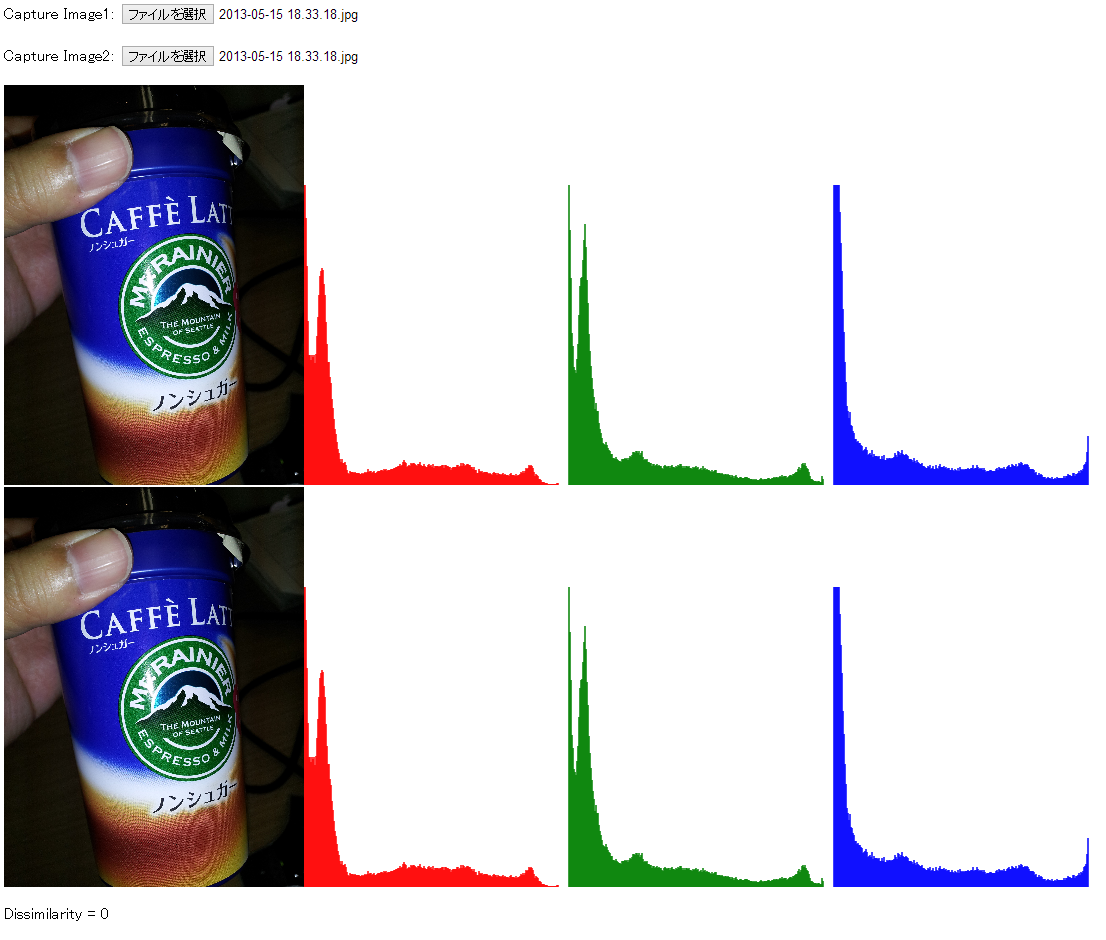 Capture Image1: ファイルを選択 2013-05-15 18.33.18.jpg
Capture Image2: ファイルを選択 2013-05-15 18.33.18.jpg
CAFFÈ LATT
ノンシュガー
Mt.RAINIER
THE MOUNTAIN
OF SEATTLE
ESPRESSO & MILK
ノンシュガー
CAFFÈ LATT
ノンシュガー
Mt.RAINIER
THE MOUNTAIN
OF SEATTLE
ESPRESSO & MILK
ノンシュガー
Dissimilarity = 0